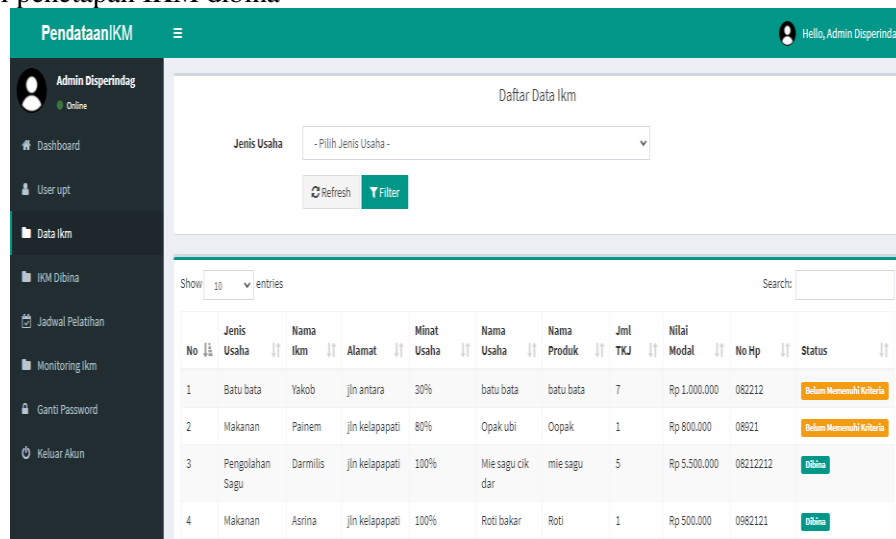 penetapan IKM dibina
PendataanIKM
Hello, Admin Disperinda
Admin Disperindag
Online
Dashboard
User upt
Data Ikm
IKM Dibina
Jadwal Pelatihan
Monitoring Ikm
Ganti Password
Keluar Akun
Daftar Data Ikm
Jenis Usaha - Pilih Jenis Usaha -
Refresh Filter
Show 10 entries Search:
No Jenis Usaha Nama Ikm Alamat Minat Usaha Nama Usaha Nama Produk Jml TKJ Nilai Modal No Hp Status
1 Batu bata Yakob jln antara 30% batu bata batu bata 7 Rp 1.000.000 082212 Belum Memenuhi Kriteria
2 Makanan Painem jln kelapapati 80% Opak ubi Oopak 1 Rp 800.000 08921 Belum Memenuhi Kriteria
3 Pengolahan Sagu Darmilis jln kelapapati 100% Mie sagu cik dar mie sagu 5 Rp 5.500.000 08212212 Dibina
4 Makanan Asrina jln kelapapati 100% Roti bakar Roti 1 Rp 500.000 0982121 Dibina